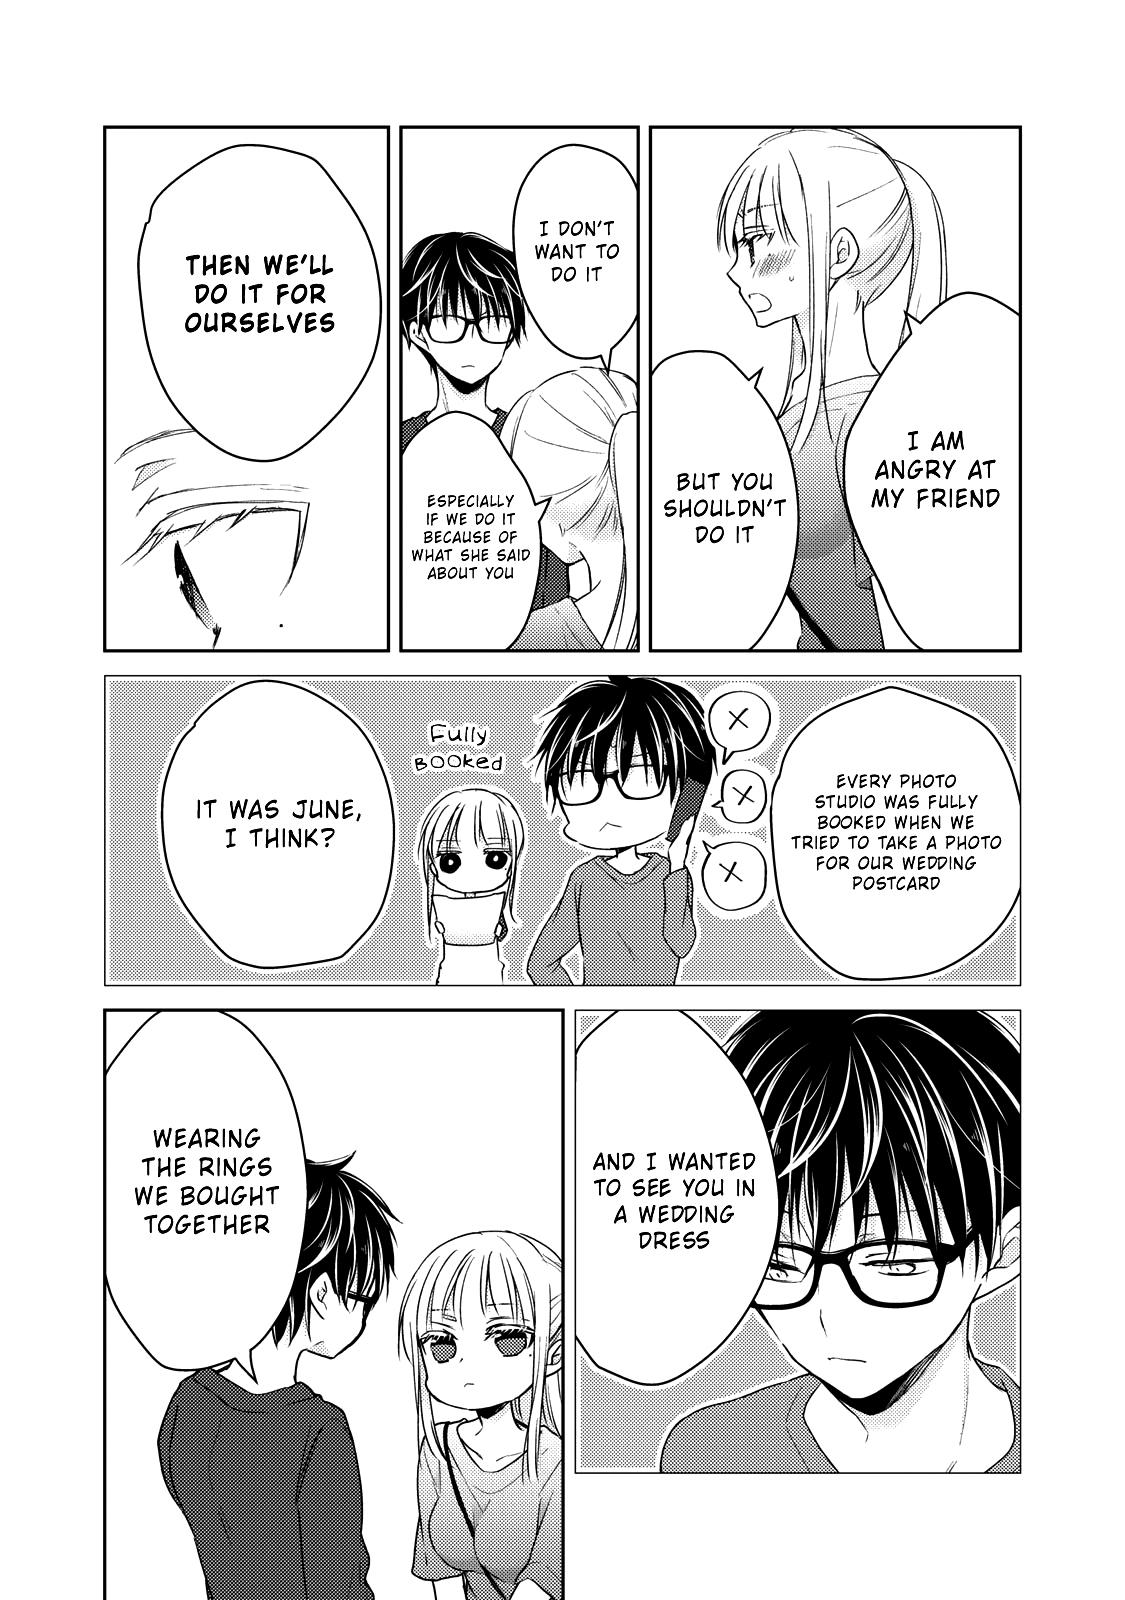 I AM
ANGRY AT
MY FRIEND
BUT YOU
SHOULDN'T
DO IT
I DON'T
WANT TO
DO IT
ESPECIALLY
IF WE DO IT
BECAUSE OF
WHAT SHE SAID
ABOUT YOU
THEN WE'LL
DO IT FOR
OURSELVES
EVERY PHOTO
STUDIO WAS FULLY
BOOKED WHEN WE
TRIED TO TAKE A PHOTO
FOR OUR WEDDING
POSTCARD
Fully
Booked
IT WAS JUNE,
I THINK?
AND I WANTED
TO SEE YOU IN
A WEDDING
DRESS
WEARING
THE RINGS
WE BOUGHT
TOGETHER